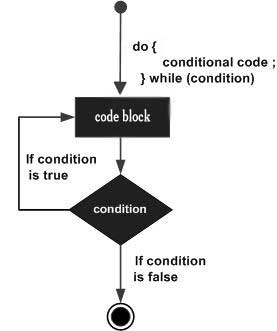 do {
conditional code ;
} while (condition)
code block
If condition
is true
condition
If condition
is false